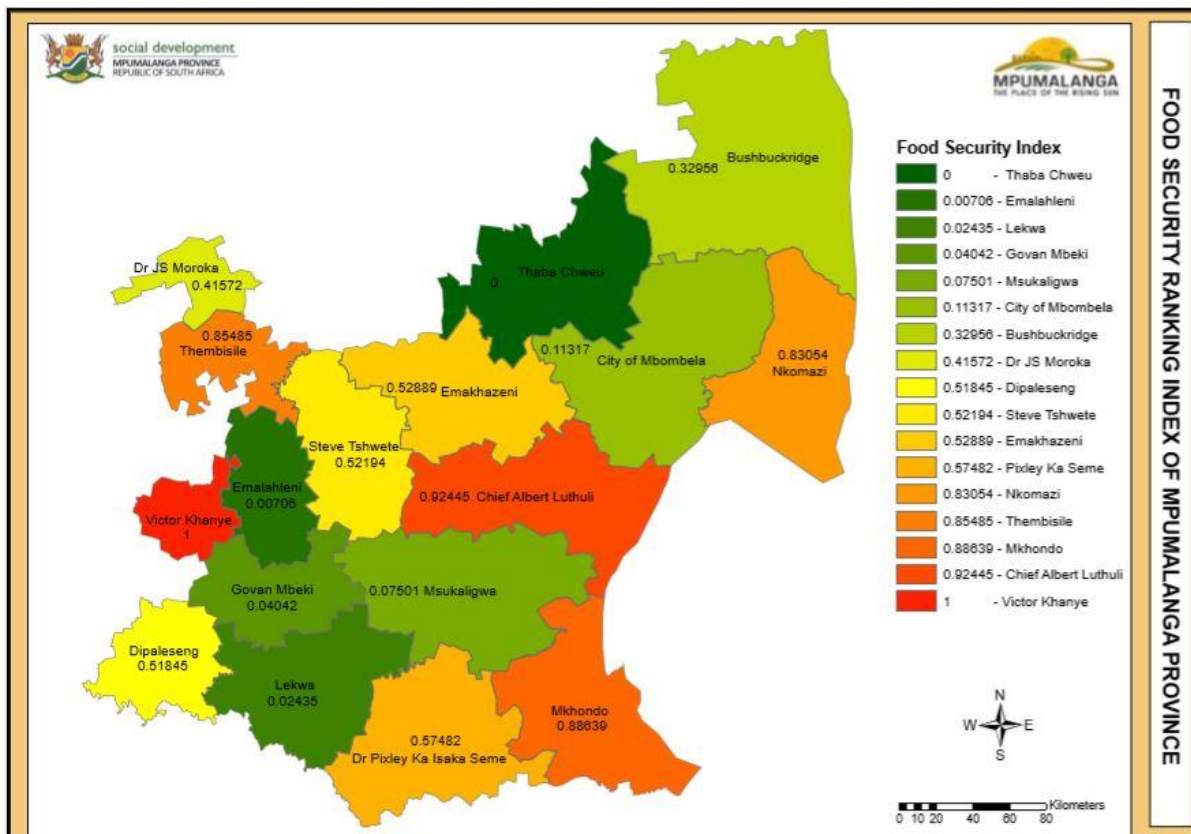 social development
MPUMALANGA PROVINCE
REPUBLIC OF SOUTH AFRICA
MPUMALANGA
THE PLACE OF THE RISING SUN
FOOD SECURITY RANKING INDEX OF MPUMALANGA PROVINCE
Bushbuckridge
0.32956
Thaba Chweu
0
Dr JS Moroka
0.41572
0.85485
Thembisile
0.11317
City of Mbombela
0.83054
Nkomazi
0.52889
Emakhazeni
Steve Tshwete
0.52194
Emalahleni
0.00706
0.92445 Chief Albert Luthuli
Victor Khanye
1
Govan Mbeki
0.04042
0.07501 Msukaligwa
Dipaleseng
0.51845
Lekwa
0.02435
Mkhondo
0.88639
0.57482
Dr Pixley Ka Isaka Seme
Food Security Index
0 - Thaba Chweu
0.00706 - Emalahleni
0.02435 - Lekwa
0.04042 - Govan Mbeki
0.07501 - Msukaligwa
0.11317 - City of Mbombela
0.32956 - Bushbuckridge
0.41572 - Dr JS Moroka
0.51845 - Dipaleseng
0.52194 - Steve Tshwete
0.52889 - Emakhazeni
0.57482 - Pixley Ka Seme
0.83054 - Nkomazi
0.85485 - Thembisile
0.88639 - Mkhondo
0.92445 - Chief Albert Luthuli
1 - Victor Khanye
N
W E
S
Kilometers
0 10 20 40 60 80